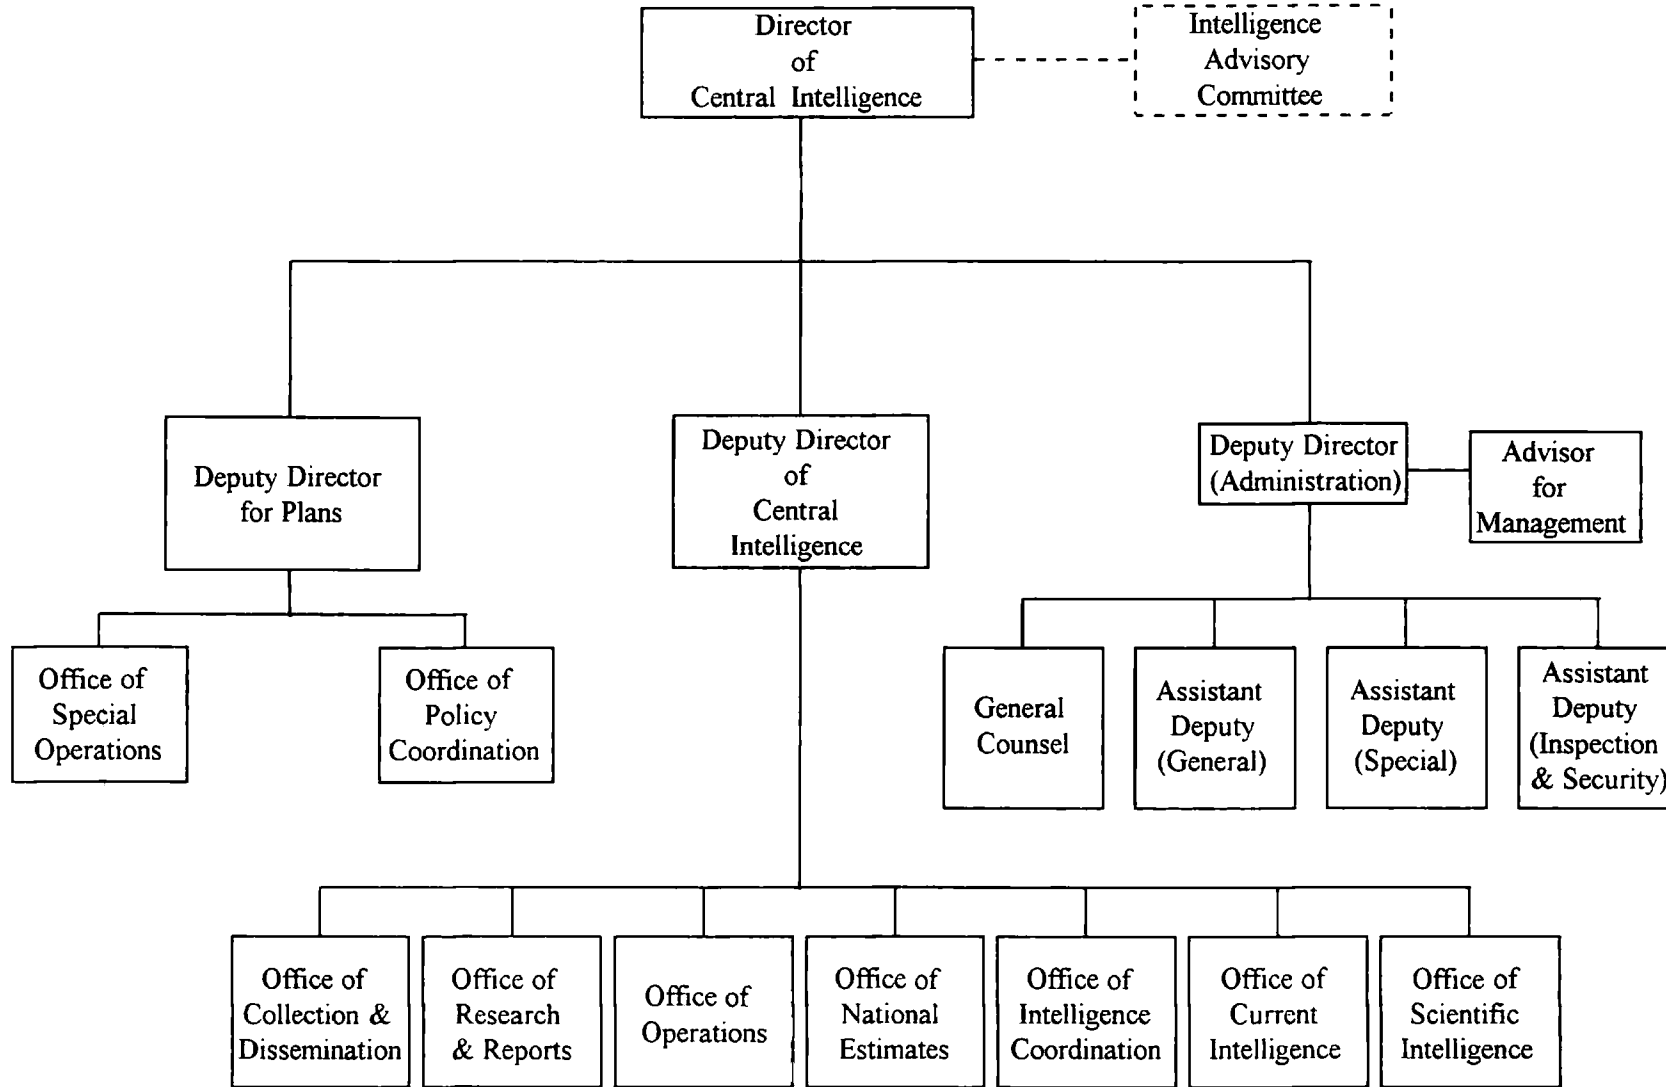 Director
of
Central Intelligence
Intelligence
Advisory
Committee
Deputy Director
for Plans
Deputy Director
of
Central
Intelligence
Deputy Director
(Administration)
Advisor
for
Management
Office of
Special
Operations
Office of
Policy
Coordination
General
Counsel
Assistant
Deputy
(General)
Assistant
Deputy
(Special)
Assistant
Deputy
(Inspection
& Security)
Office of
Collection &
Dissemination
Office of
Research
& Reports
Office of
Operations
Office of
National
Estimates
Office of
Intelligence
Coordination
Office of
Current
Intelligence
Office of
Scientific
Intelligence